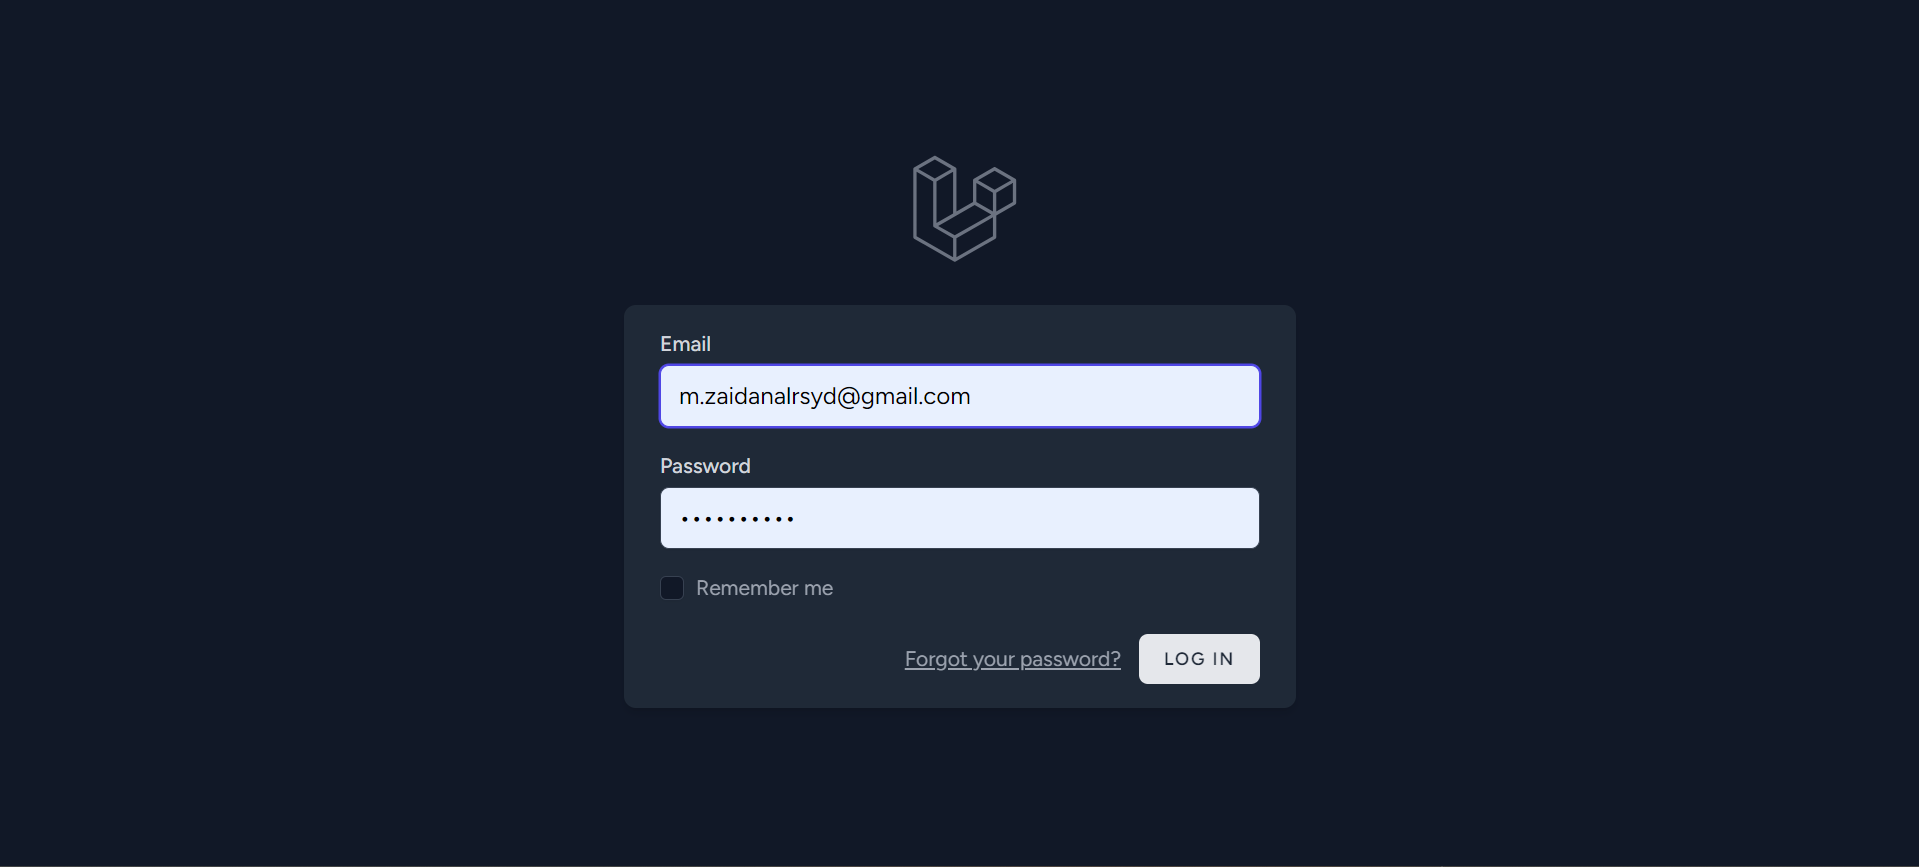 Email
m.zaidanalrsyd@gmail.com
Password
••••••••••
Remember me
Forgot your password? LOG IN